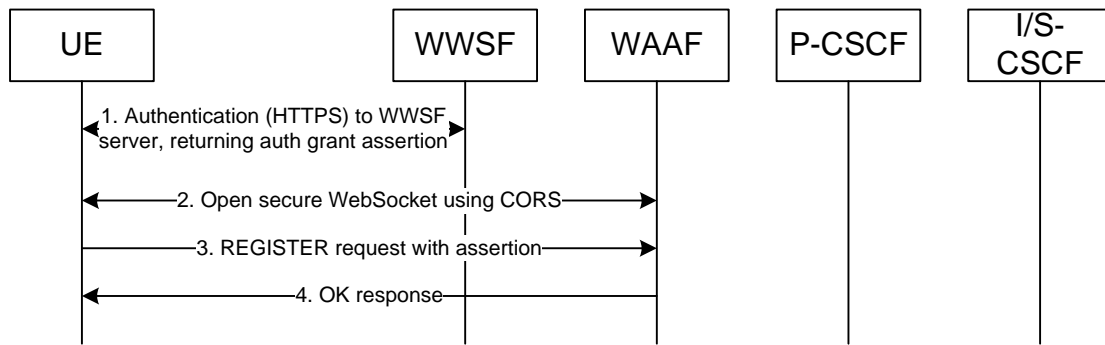 UE
WWSF
WAAF
P-CSCF
I/S-
CSCF
1. Authentication (HTTPS) to WWSF
server, returning auth grant assertion
2. Open secure WebSocket using CORS
3. REGISTER request with assertion
4. OK response